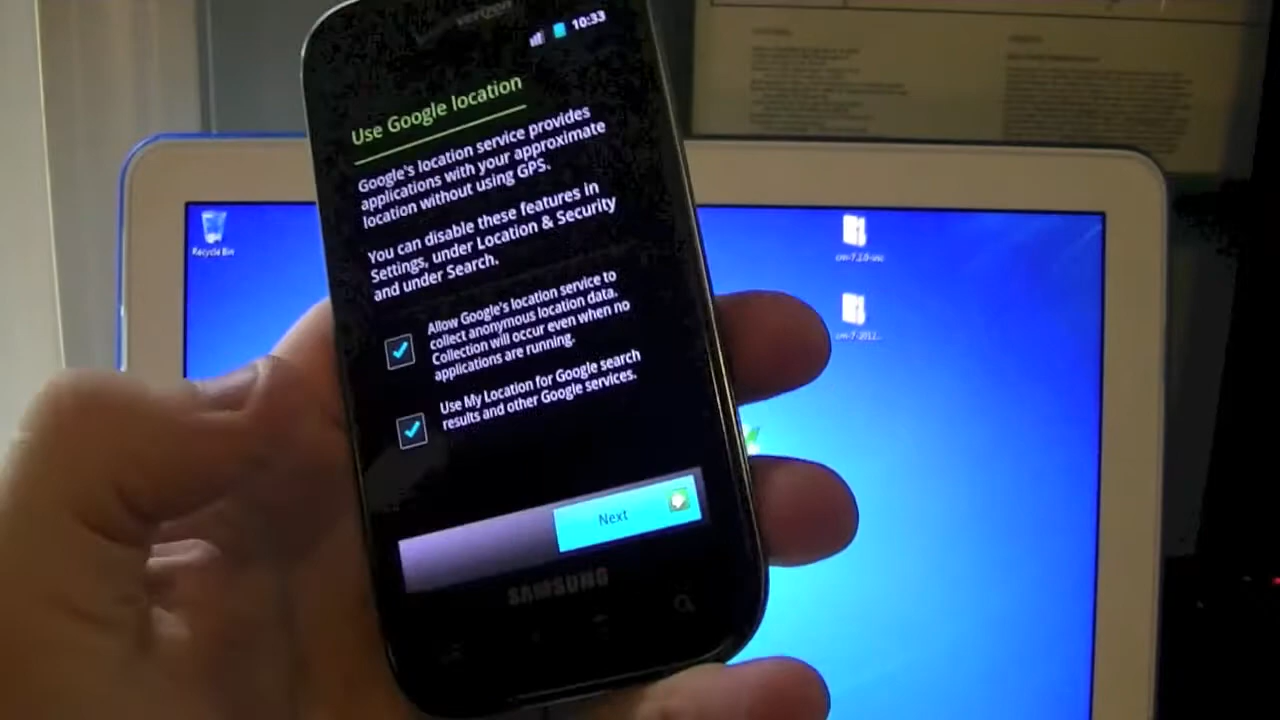 verizon
10:33
Use Google location
Google's location service provides
applications with your approximate
location without using GPS.
You can disable these features in
Settings, under Location & Security
and under Search.
Allow Google's location service to
collect anonymous location data.
Collection will occur even when no
applications are running.
Use My Location for Google search
results and other Google services.
Next
SAMSUNG
Recycle Bin